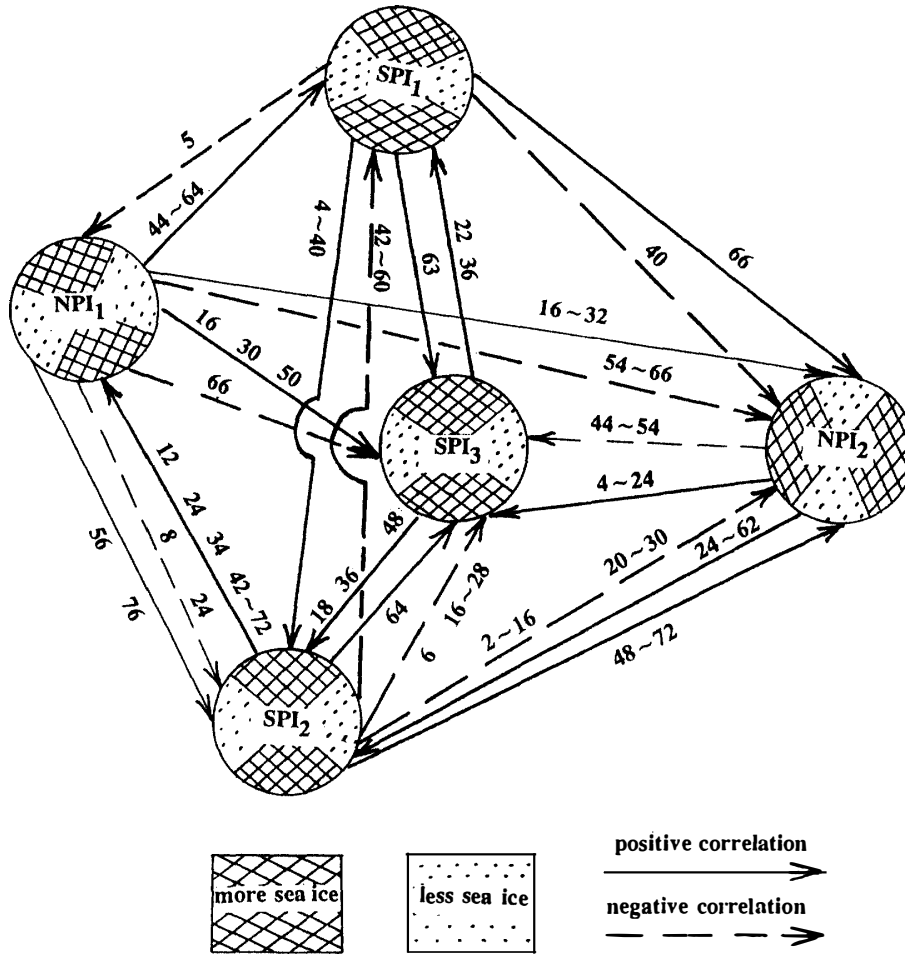 SPI1
5
44~64
4~40
42~60
63
22 36
40
66
NPI1
16~32
16 30 50
54~66
66
SPI3
44~54
NPI2
4~24
12 24 34 42~72
8 24
56 76
48
18 36
64
6 16~28
20~30
2~16
24~62
48~72
SPI2
more sea ice
less sea ice
positive correlation
negative correlation